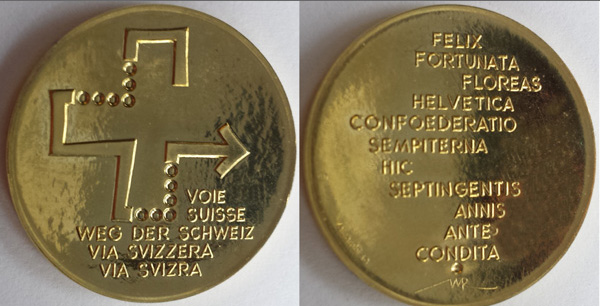 VOIE
SUISSE
WEG DER SCHWEIZ
VIA SVIZZERA
VIA SVIZRA
FELIX
FORTUNATA
FLOREAS
HELVETICA
CONFOEDERATIO
SEMPITERNA
HIC
SEPTINGENTIS
ANNIS
ANTE
CONDITA